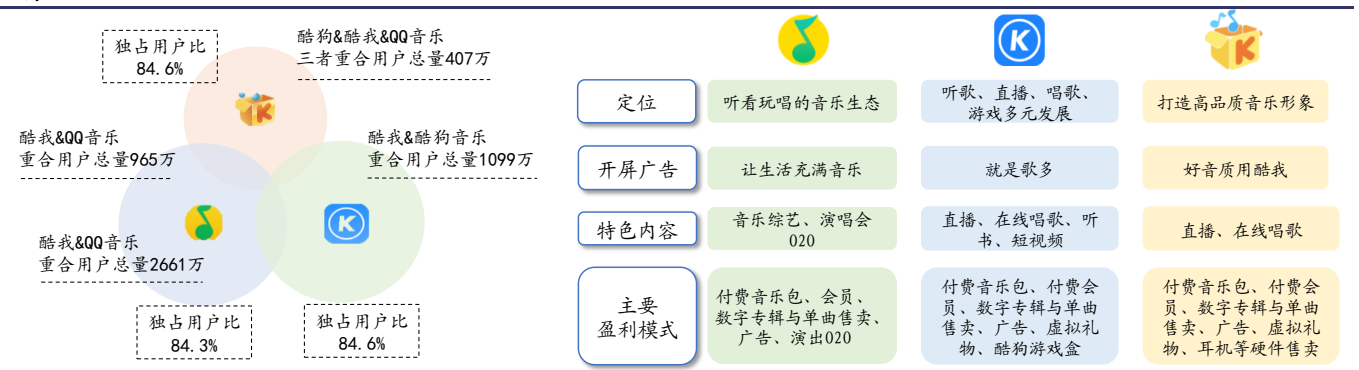 独占用户比
84.6%
酷狗&酷我&QQ音乐
三者重合用户总量407万
酷我&QQ音乐
重合用户总量965万
酷我&酷狗音乐
重合用户总量1099万
酷我&QQ音乐
重合用户总量2661万
独占用户比
84.3%
独占用户比
84.6%
定位
听看玩唱的音乐生态
听歌、直播、唱歌、
游戏多元发展
打造高品质音乐形象
开屏广告
让生活充满音乐
就是歌多
好音质用酷我
特色内容
音乐综艺、演唱会
O2O
直播、在线唱歌、听
书、短视频
直播、在线唱歌
主要
盈利模式
付费音乐包、会员、
数字专辑与单曲售卖、
广告、演出O2O
付费音乐包、付费会
员、数字专辑与单曲
售卖、广告、虚拟礼
物、酷狗游戏盒
付费音乐包、付费会
员、数字专辑与单曲
售卖、广告、虚拟礼
物、耳机等硬件售卖